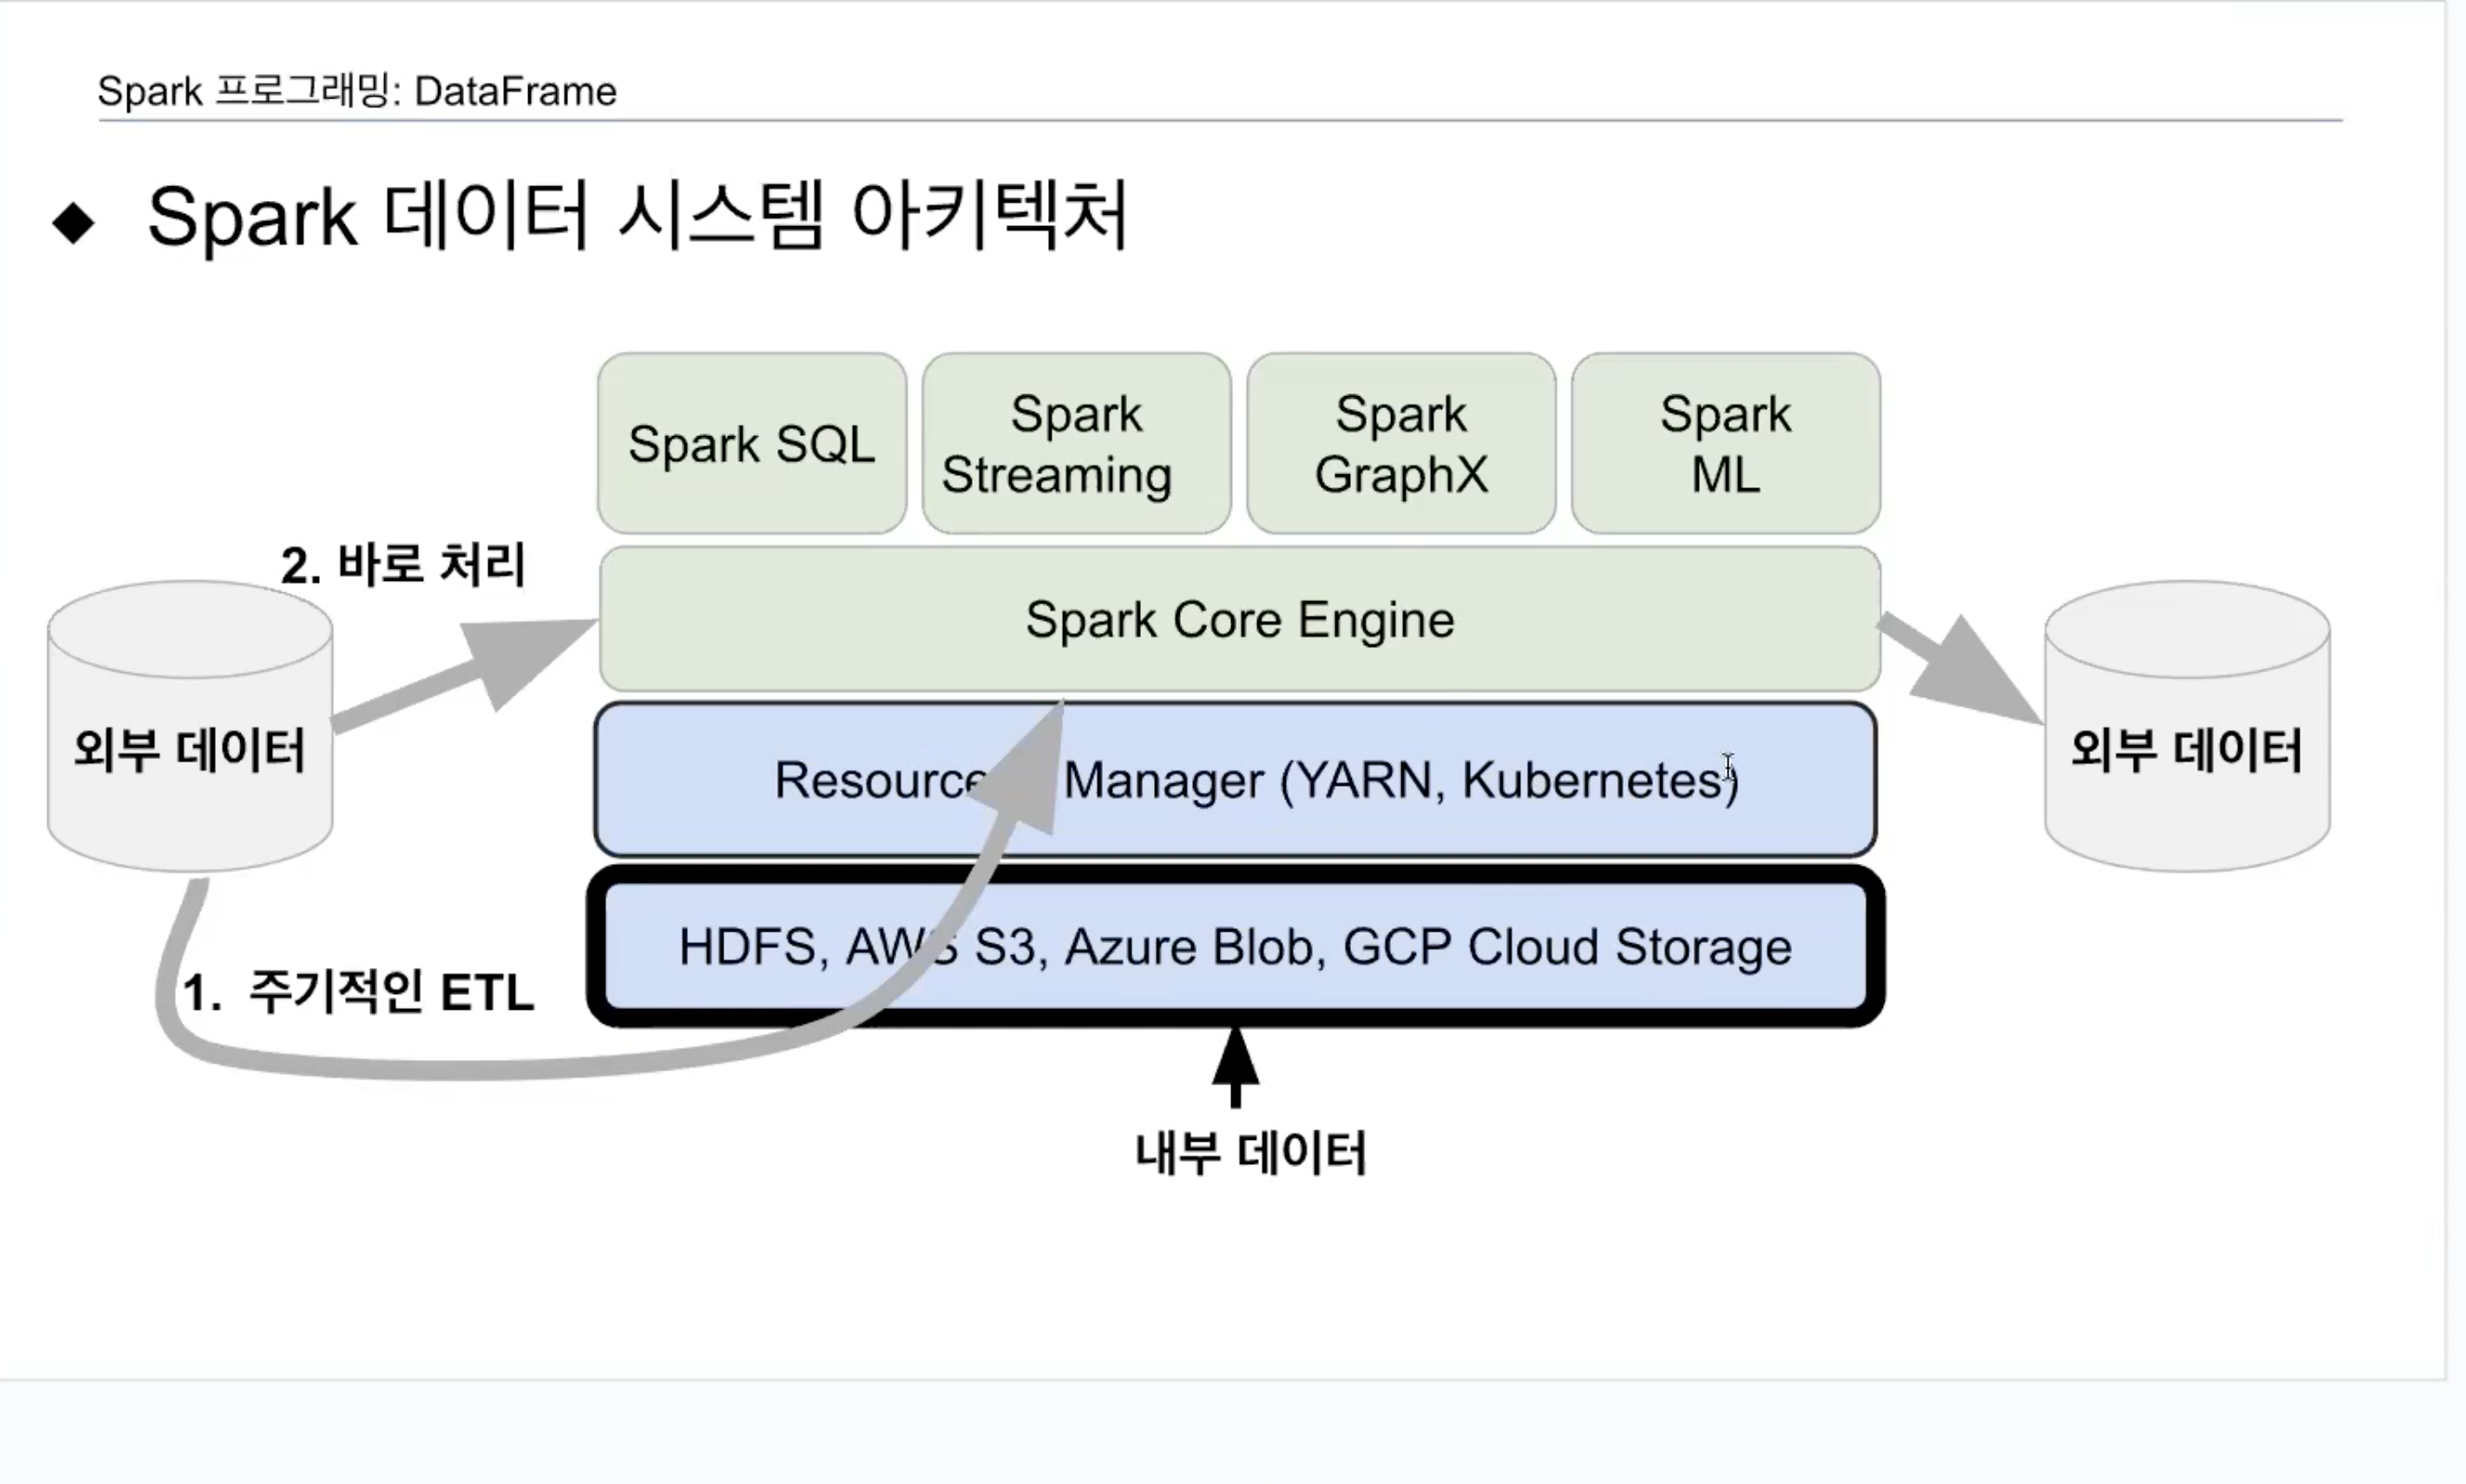 Spark 프로그래밍: DataFrame
◆ Spark 데이터 시스템 아키텍처
Spark SQL
Spark
Streaming
Spark
GraphX
Spark
ML
2. 바로 처리
Spark Core Engine
외부 데이터
외부 데이터
Resource Manager (YARN, Kubernetes)
HDFS, AWS S3, Azure Blob, GCP Cloud Storage
1. 주기적인 ETL
내부 데이터